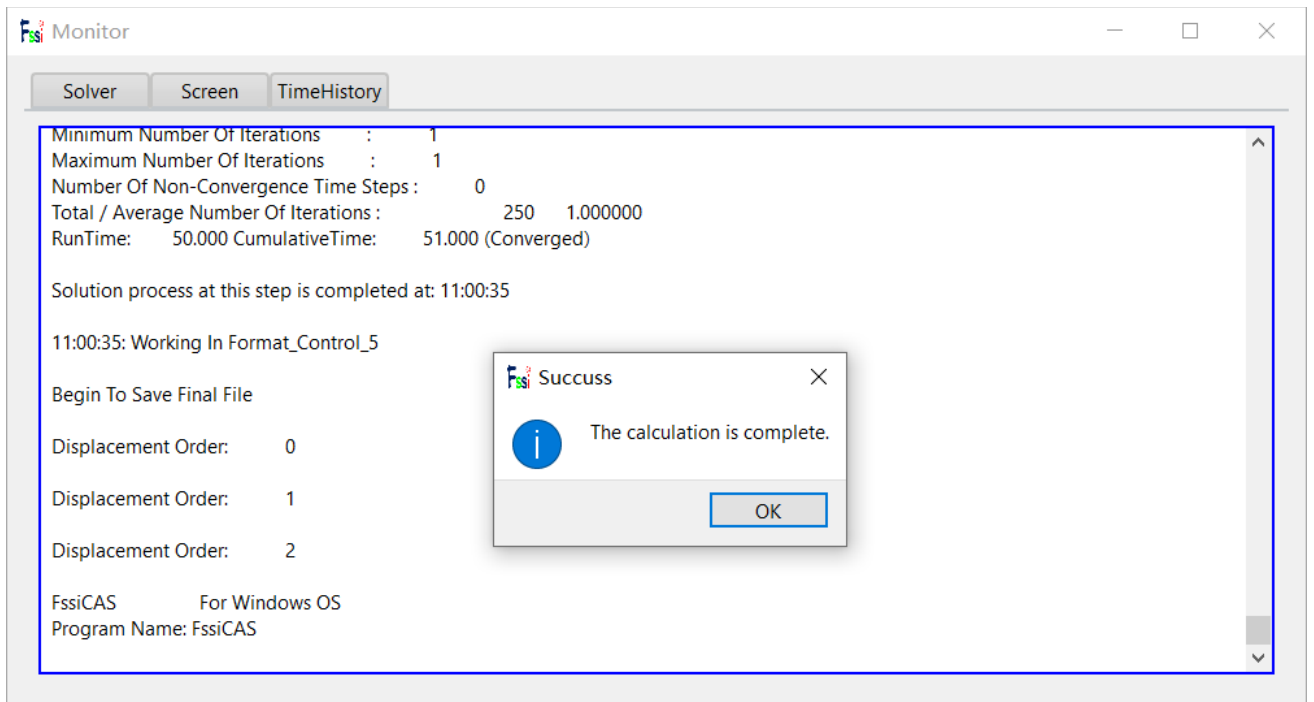 Fssi Monitor
Solver Screen TimeHistory
Minimum Number Of Iterations : 1
Maximum Number Of Iterations : 1
Number Of Non-Convergence Time Steps : 0
Total / Average Number Of Iterations : 250 1.000000
RunTime: 50.000 CumulativeTime: 51.000 (Converged)
Solution process at this step is completed at: 11:00:35
11:00:35: Working In Format_Control_5
Begin To Save Final File
Displacement Order: 0
Displacement Order: 1
Displacement Order: 2
FssiCAS For Windows OS
Program Name: FssiCAS
Fssi Succuss
The calculation is complete.
OK